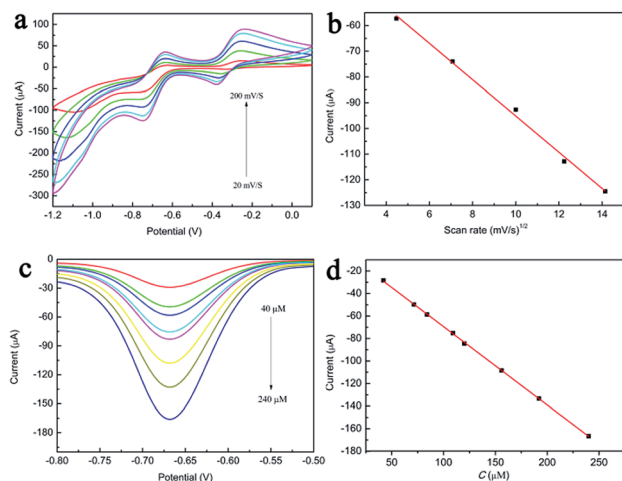 a
100
50
0
-50
-100
-150
-200
-250
-300
Current (μA)
200 mV/S
20 mV/S
-1.2 -1.0 -0.8 -0.6 -0.4 -0.2 0.0
Potential (V)
b
-60
-70
-80
-90
-100
-110
-120
-130
Current (μA)
4 6 8 10 12 14
Scan rate (mV/s)1/2
c
0
-30
-60
-90
-120
-150
-180
Current (μA)
40 μM
240 μM
-0.80 -0.75 -0.70 -0.65 -0.60 -0.55 -0.50
Potential (V)
d
-20
-40
-60
-80
-100
-120
-140
-160
-180
Current (μA)
50 100 150 200 250
C (μM)